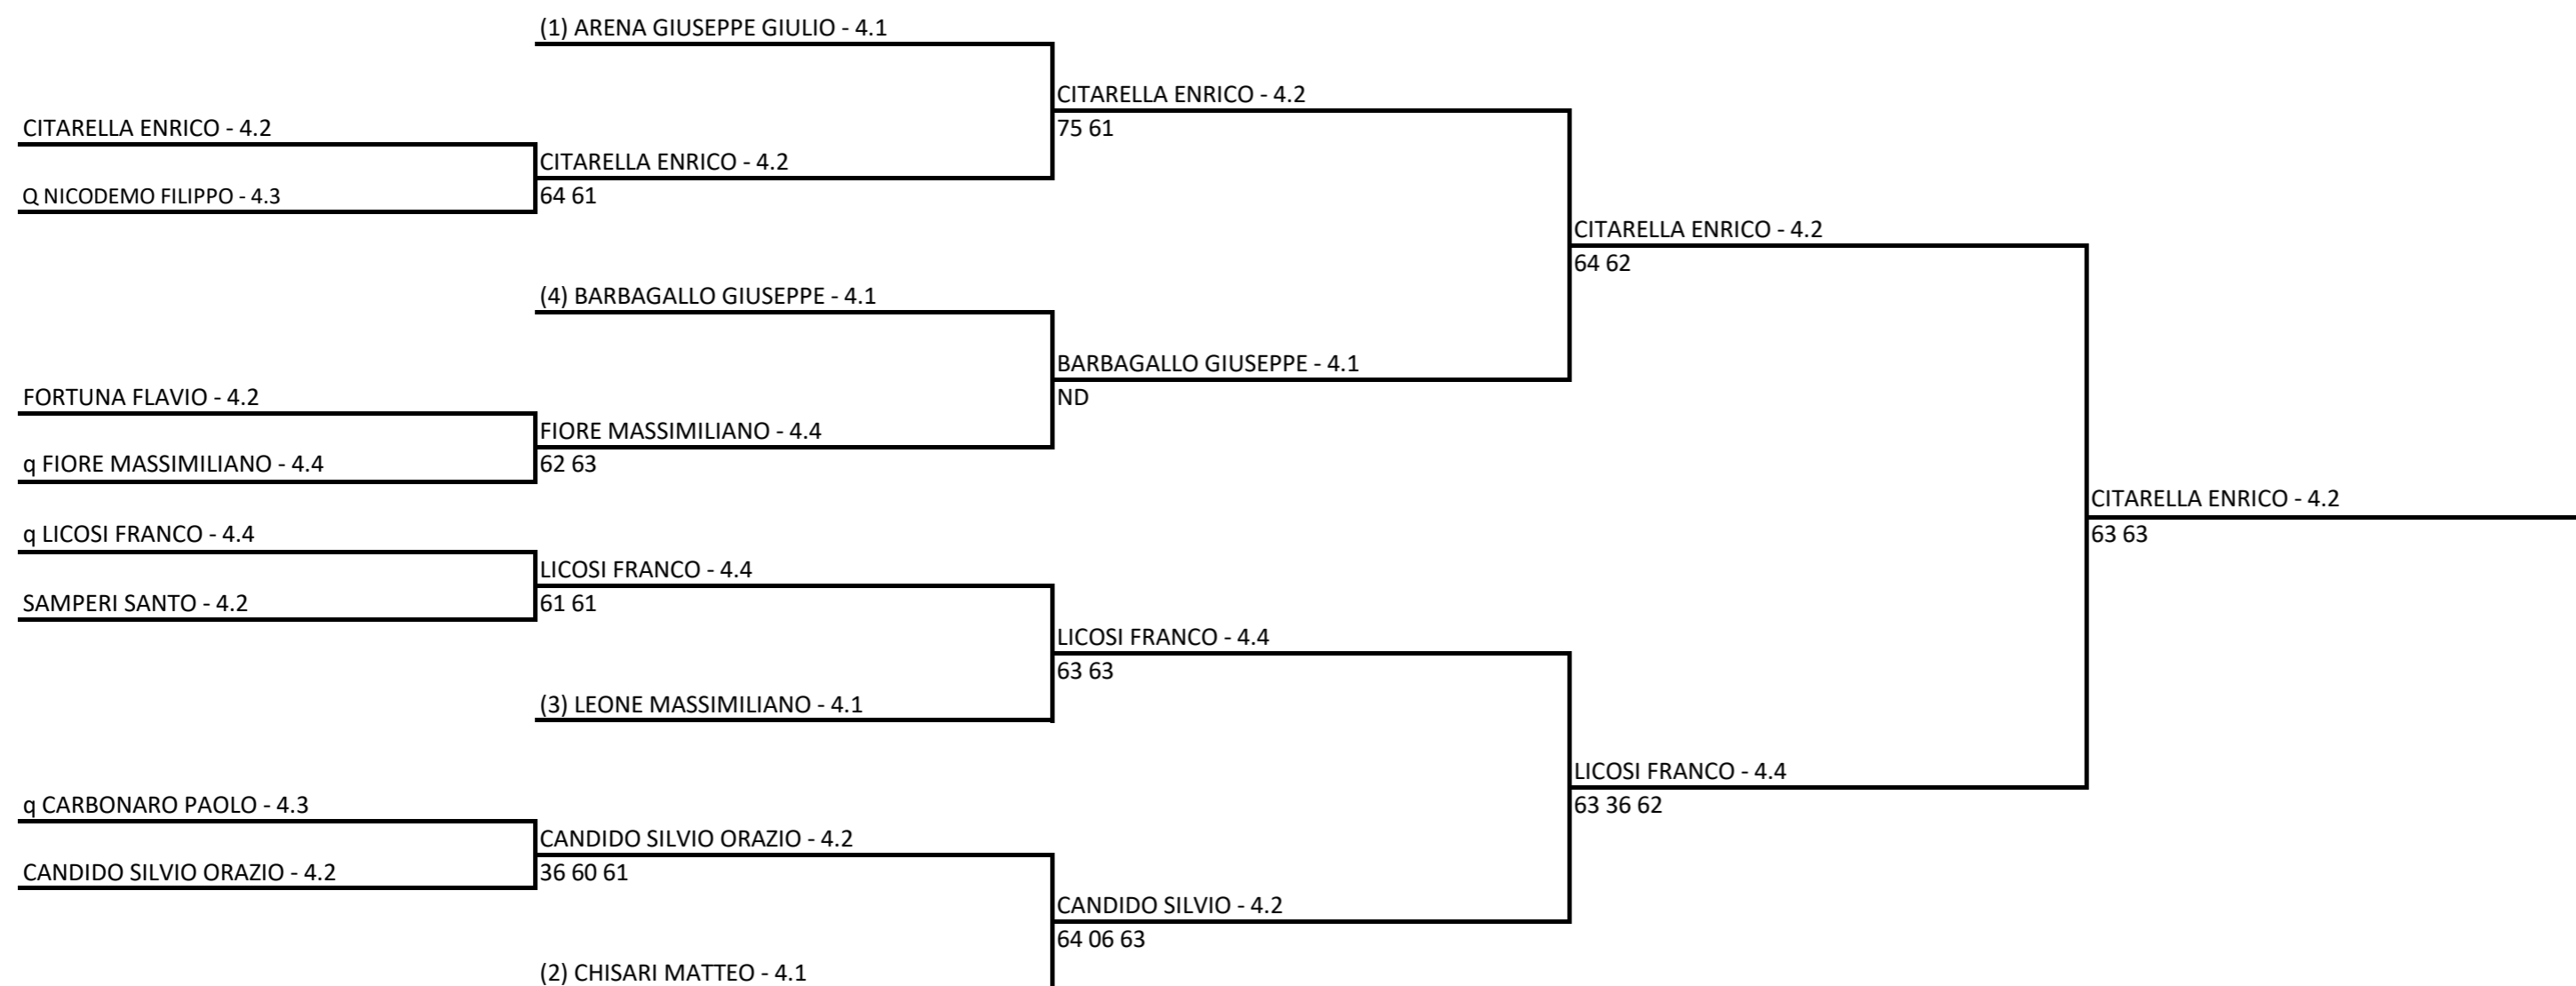 (1) ARENA GIUSEPPE GIULIO - 4.1
CITARELLA ENRICO - 4.2
CITARELLA ENRICO - 4.2
75 61
CITARELLA ENRICO - 4.2
Q NICODEMO FILIPPO - 4.3
64 61
CITARELLA ENRICO - 4.2
64 62
(4) BARBAGALLO GIUSEPPE - 4.1
BARBAGALLO GIUSEPPE - 4.1
FORTUNA FLAVIO - 4.2
ND
FIORE MASSIMILIANO - 4.4
q FIORE MASSIMILIANO - 4.4
62 63
CITARELLA ENRICO - 4.2
q LICOSI FRANCO - 4.4
63 63
LICOSI FRANCO - 4.4
SAMPERI SANTO - 4.2
61 61
LICOSI FRANCO - 4.4
63 63
(3) LEONE MASSIMILIANO - 4.1
LICOSI FRANCO - 4.4
q CARBONARO PAOLO - 4.3
63 36 62
CANDIDO SILVIO ORAZIO - 4.2
CANDIDO SILVIO ORAZIO - 4.2
36 60 61
CANDIDO SILVIO - 4.2
64 06 63
(2) CHISARI MATTEO - 4.1